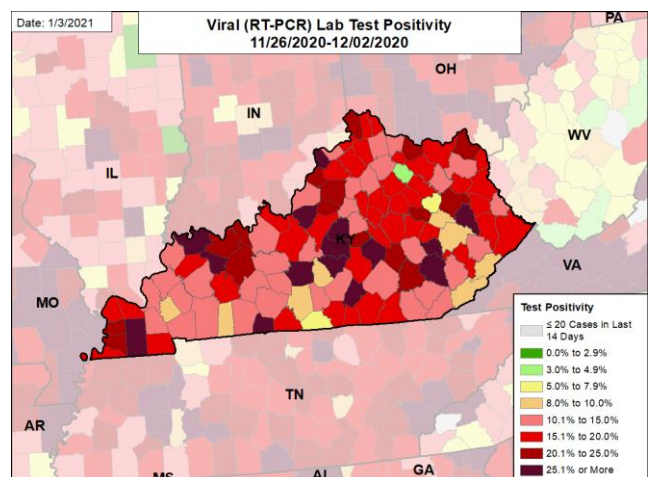 Date: 1/3/2021
Viral (RT-PCR) Lab Test Positivity
11/26/2020-12/02/2020
PA
OH
IN
WV
IL
KY
MO
VA
TN
AR
MS
AL
GA
Test Positivity
≤ 20 Cases in Last
14 Days
0.0% to 2.9%
3.0% to 4.9%
5.0% to 7.9%
8.0% to 10.0%
10.1% to 15.0%
15.1% to 20.0%
20.1% to 25.0%
25.1% or More